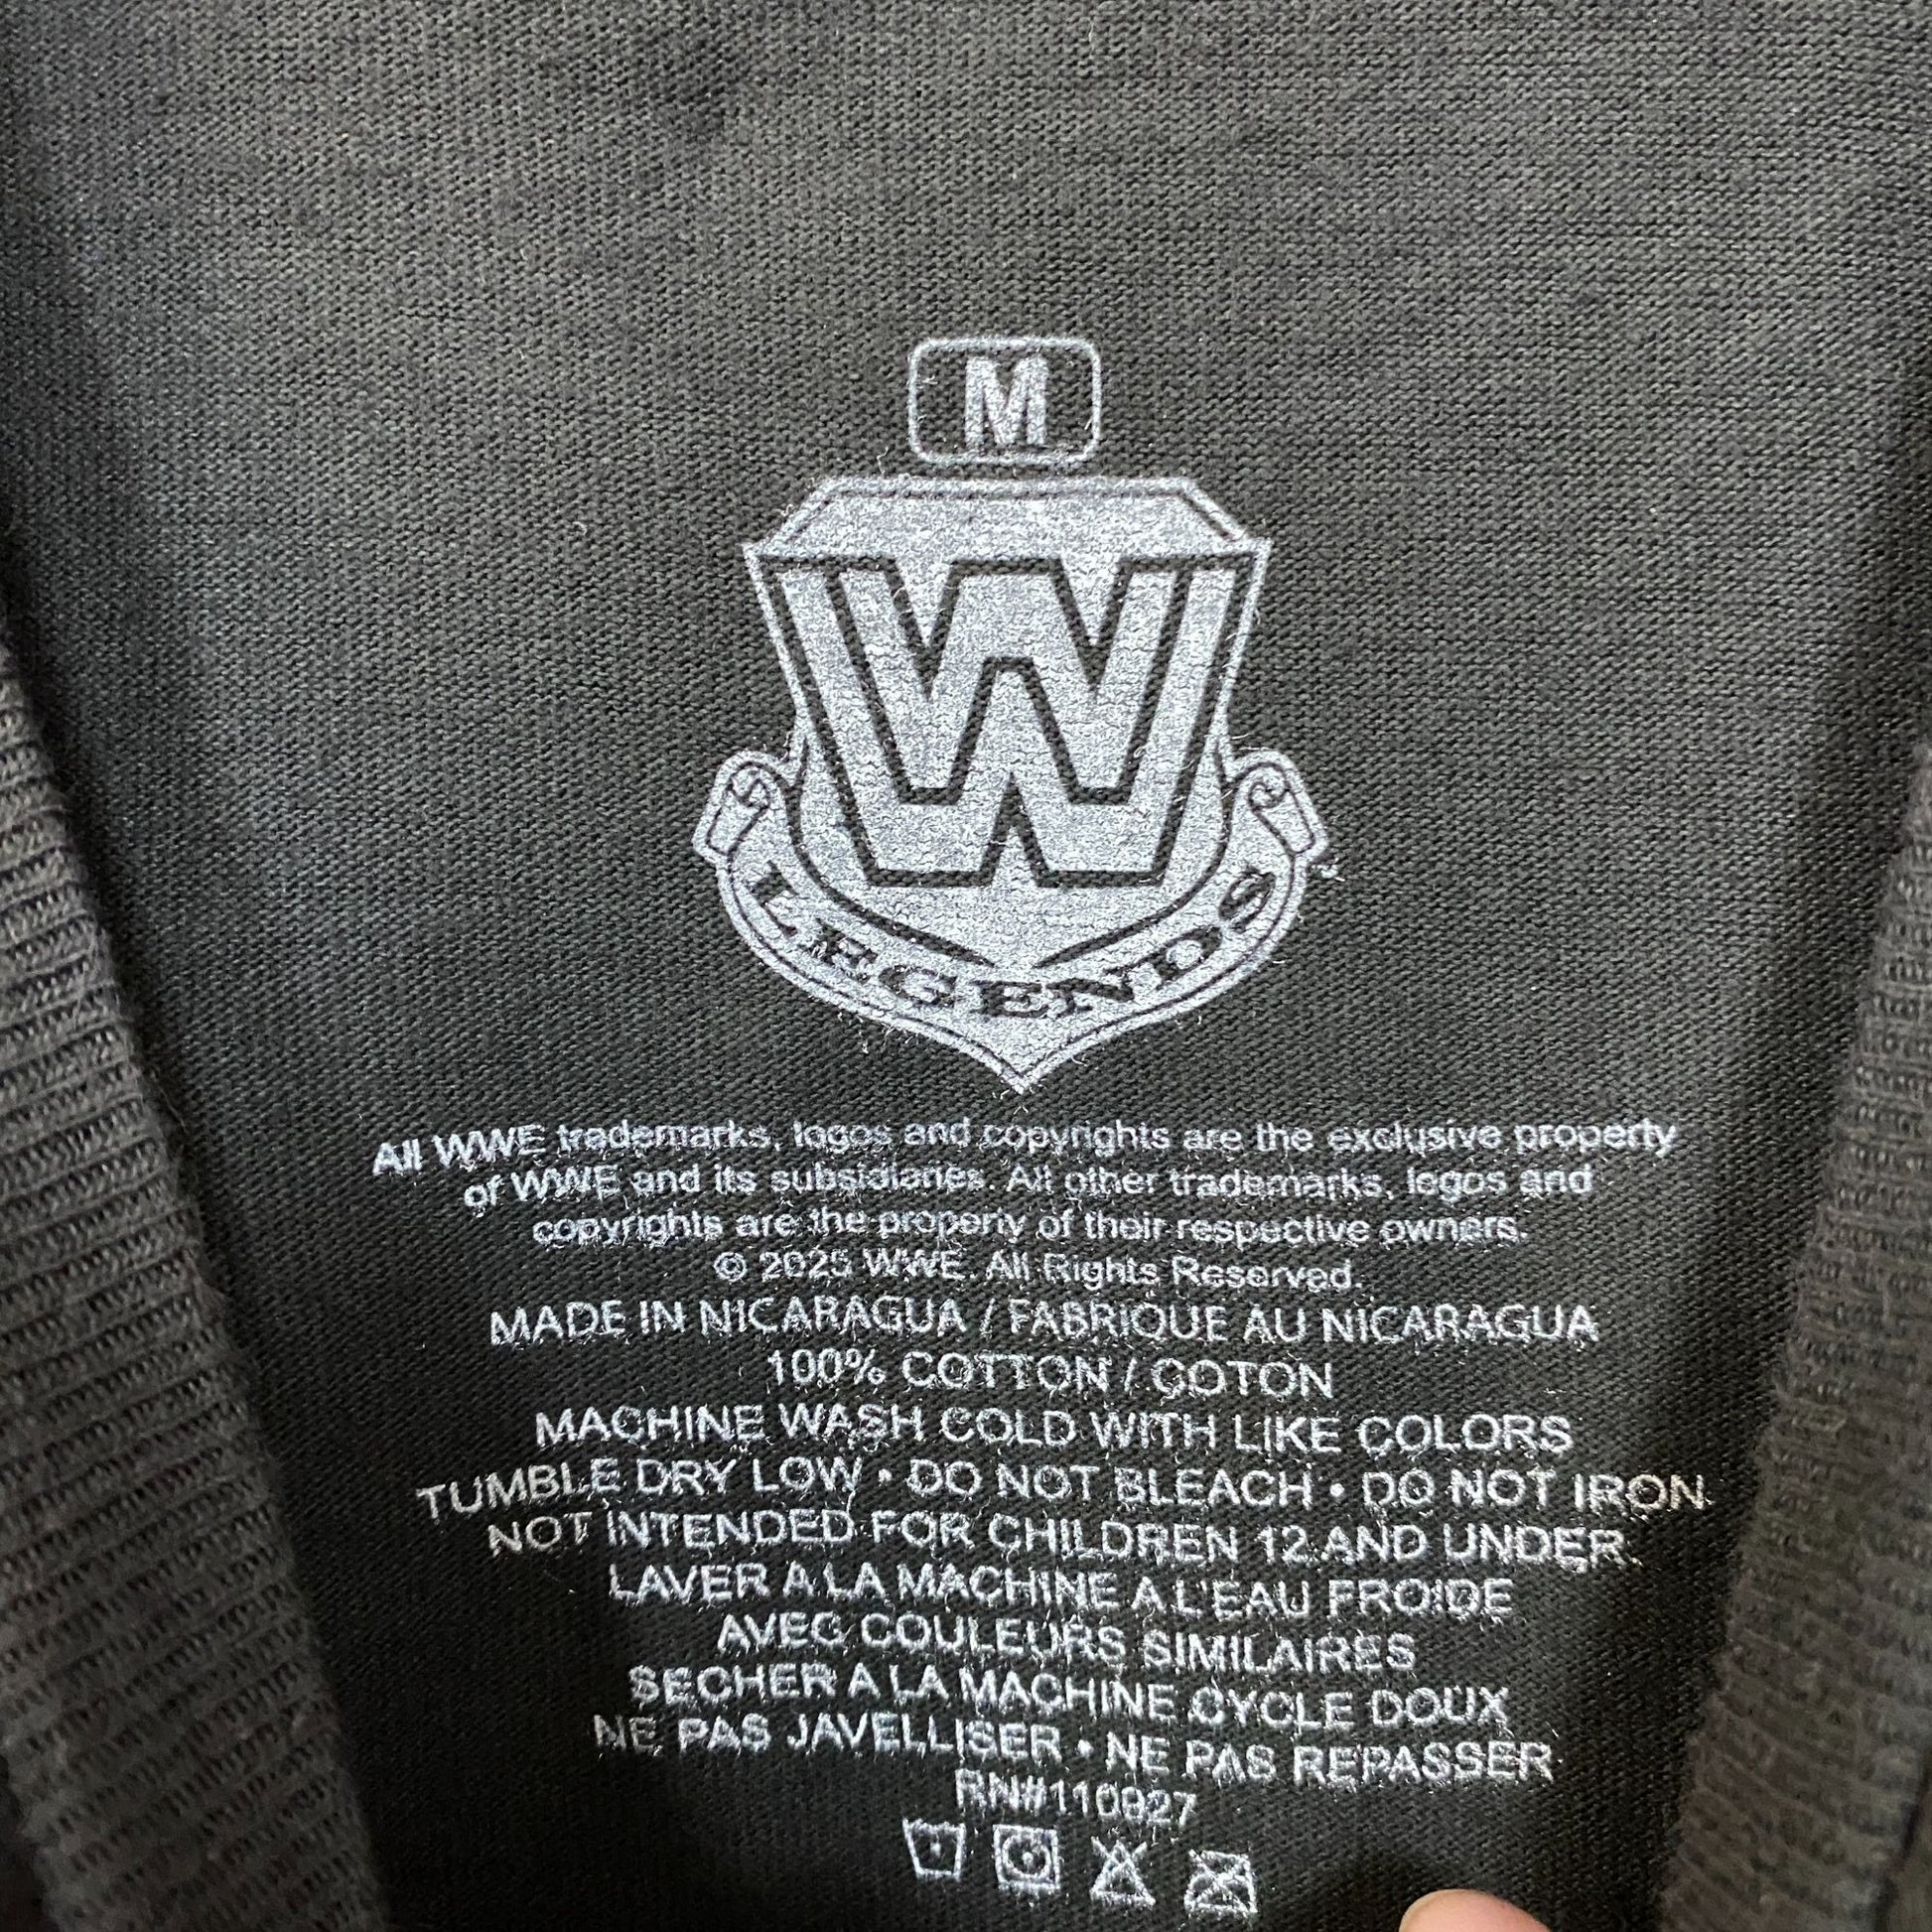 M
W
LEGENDS
All WWE trademarks, logos and copyrights are the exclusive property
of WWE and its subsidiaries. All other trademarks, logos and
copyrights are the property of their respective owners.
© 2025 WWE. All Rights Reserved.
MADE IN NICARAGUA / FABRIQUE AU NICARAGUA
100% COTTON / COTON
MACHINE WASH COLD WITH LIKE COLORS
TUMBLE DRY LOW • DO NOT BLEACH • DO NOT IRON
NOT INTENDED FOR CHILDREN 12 AND UNDER.
LAVER A LA MACHINE A L'EAU FROIDE
AVEC COULEURS SIMILAIRES
SECHER A LA MACHINE CYCLE DOUX
NE PAS JAVELLISER • NE PAS REPASSER
RN#110827